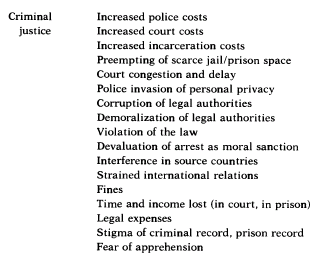 Criminal Increased police costs
justice Increased court costs
Increased incarceration costs
Preempting of scarce jail/prison space
Court congestion and delay
Police invasion of personal privacy
Corruption of legal authorities
Demoralization of legal authorities
Violation of the law
Devaluation of arrest as moral sanction
Interference in source countries
Strained international relations
Fines
Time and income lost (in court, in prison)
Legal expenses
Stigma of criminal record, prison record
Fear of apprehension